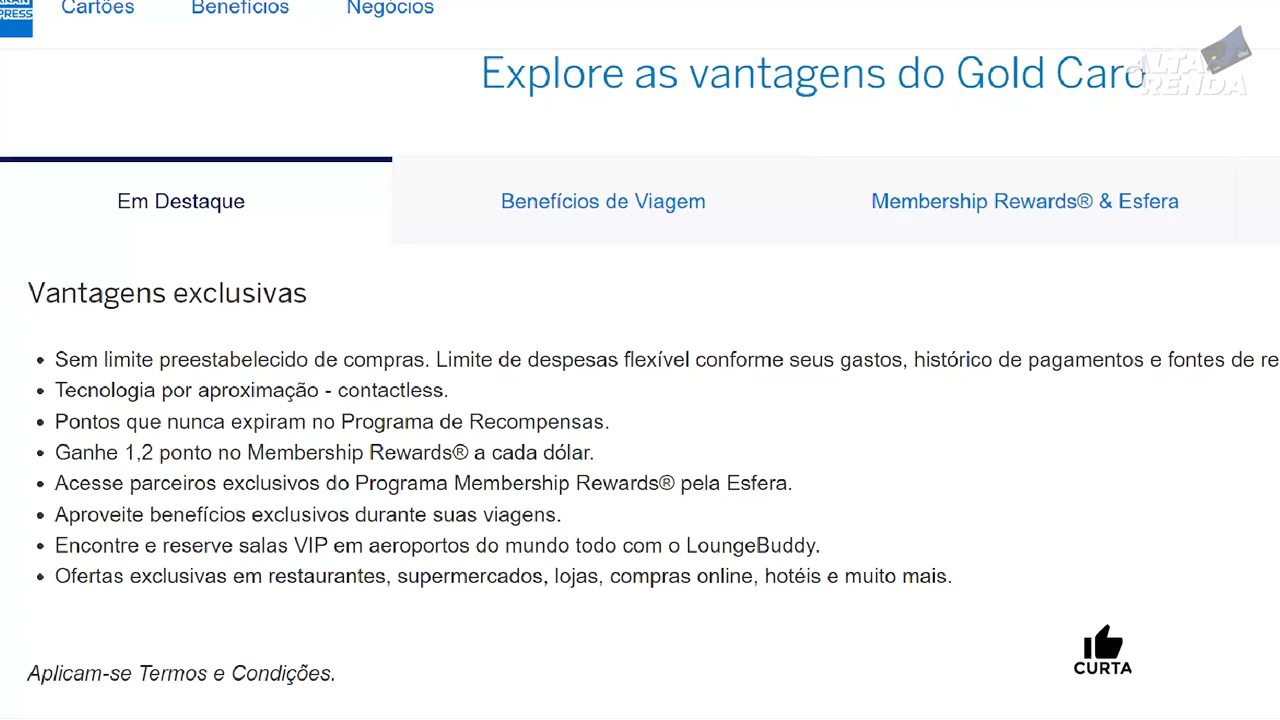 PRESS
Cartões Benefícios Negócios
ALTA RENDA
Explore as vantagens do Gold Card
Em Destaque Benefícios de Viagem Membership Rewards® & Esfera
Vantagens exclusivas
• Sem limite preestabelecido de compras. Limite de despesas flexível conforme seus gastos, histórico de pagamentos e fontes de re
• Tecnologia por aproximação - contactless.
• Pontos que nunca expiram no Programa de Recompensas.
• Ganhe 1,2 ponto no Membership Rewards® a cada dólar.
• Acesse parceiros exclusivos do Programa Membership Rewards® pela Esfera.
• Aproveite benefícios exclusivos durante suas viagens.
• Encontre e reserve salas VIP em aeroportos do mundo todo com o LoungeBuddy.
• Ofertas exclusivas em restaurantes, supermercados, lojas, compras online, hotéis e muito mais.
CURTA
Aplicam-se Termos e Condições.